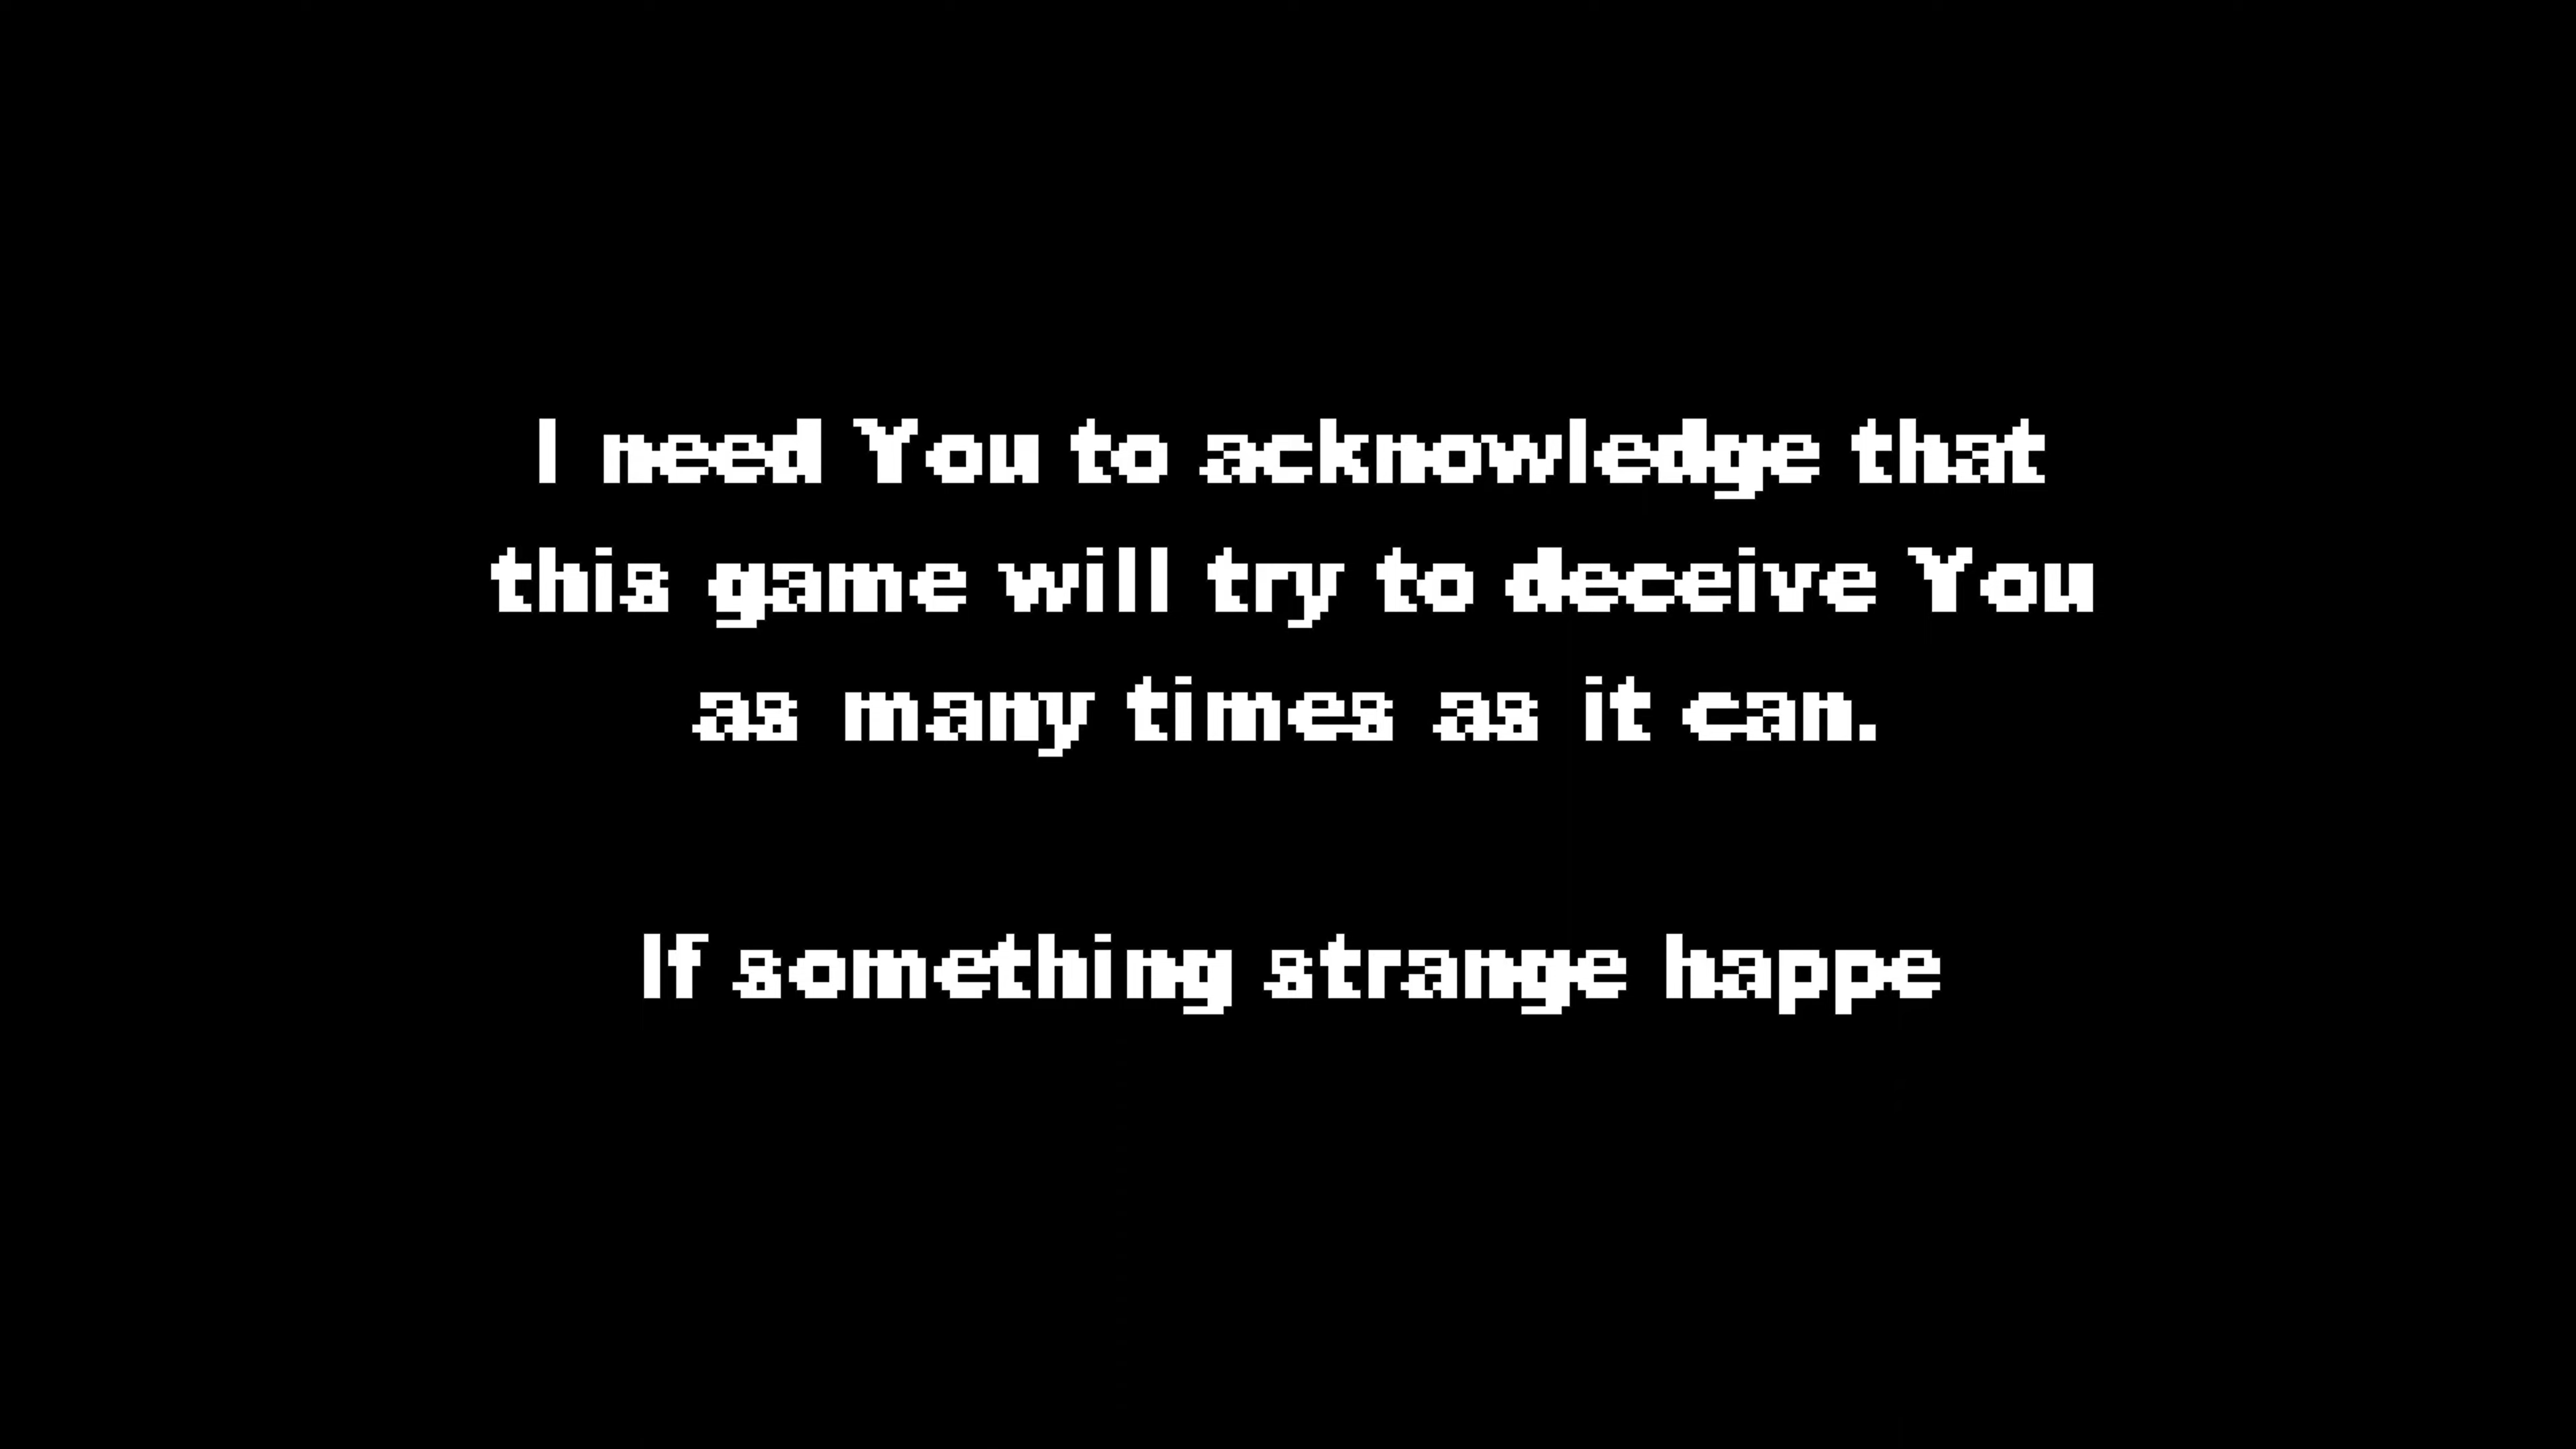 I need You to acknowledge that
this game will try to deceive You
as many times as it can.
If something strange happe